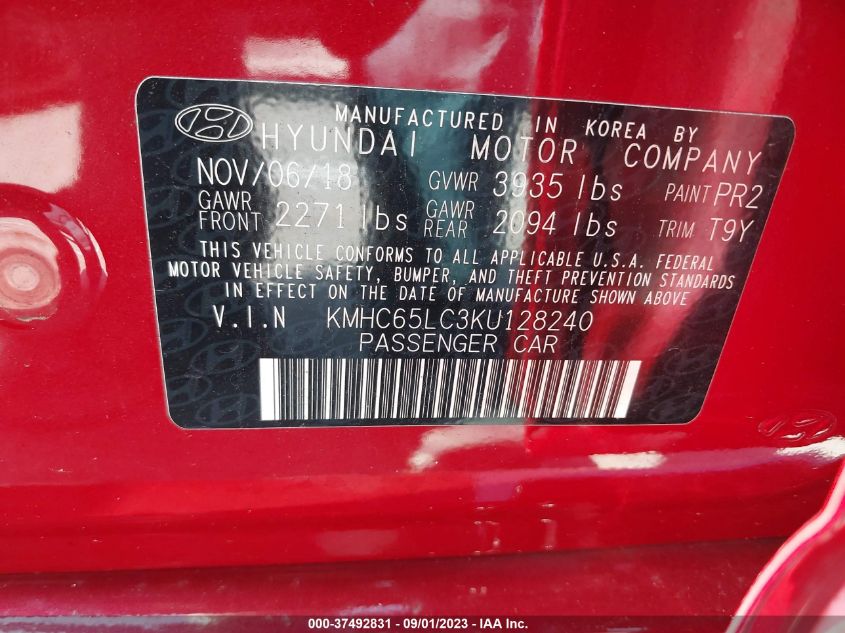 MANUFACTURED IN KOREA BY
HYUNDAI MOTOR COMPANY
NOV/06/18 GVWR 3935 lbs PAINT PR2
GAWR FRONT 2271 lbs GAWR REAR 2094 lbs TRIM T9Y
THIS VEHICLE CONFORMS TO ALL APPLICABLE U.S.A. FEDERAL
MOTOR VEHICLE SAFETY, BUMPER, AND THEFT PREVENTION STANDARDS
IN EFFECT ON THE DATE OF MANUFACTURE SHOWN ABOVE
V.I.N KMHC65LC3KU128240
PASSENGER CAR
000-37492831 - 09/01/2023 - IAA Inc.